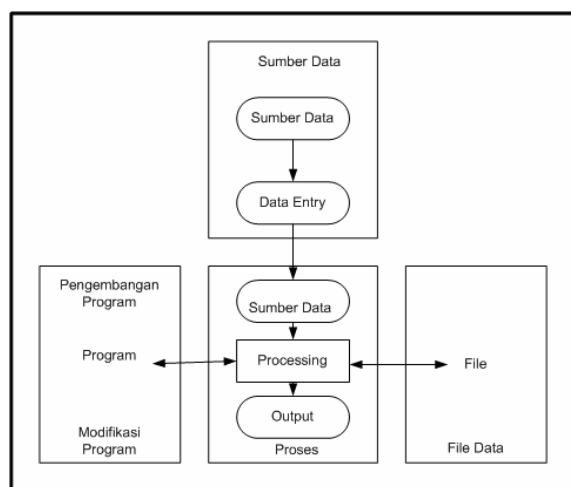 Sumber Data
Sumber Data
Data Entry
Pengembangan
Program
Program
Modifikasi
Program
Sumber Data
Processing
Output
Proses
File
File Data